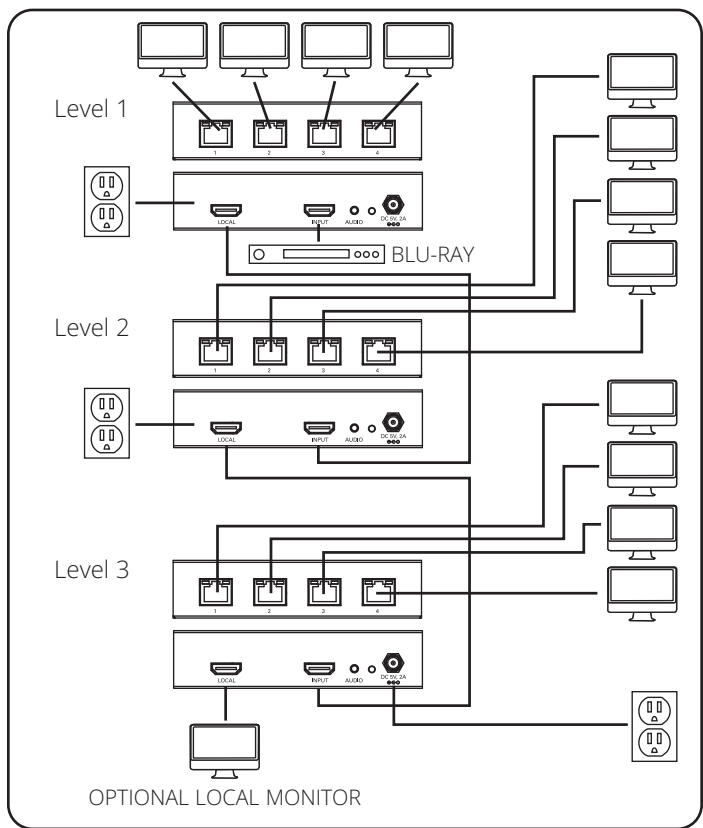 Level 1
1 2 3 4
LOCAL INPUT AUDIO DC 5V, 2A
BLU-RAY
Level 2
1 2 3 4
LOCAL INPUT AUDIO DC 5V, 2A
Level 3
1 2 3 4
LOCAL INPUT AUDIO DC 5V, 2A
OPTIONAL LOCAL MONITOR